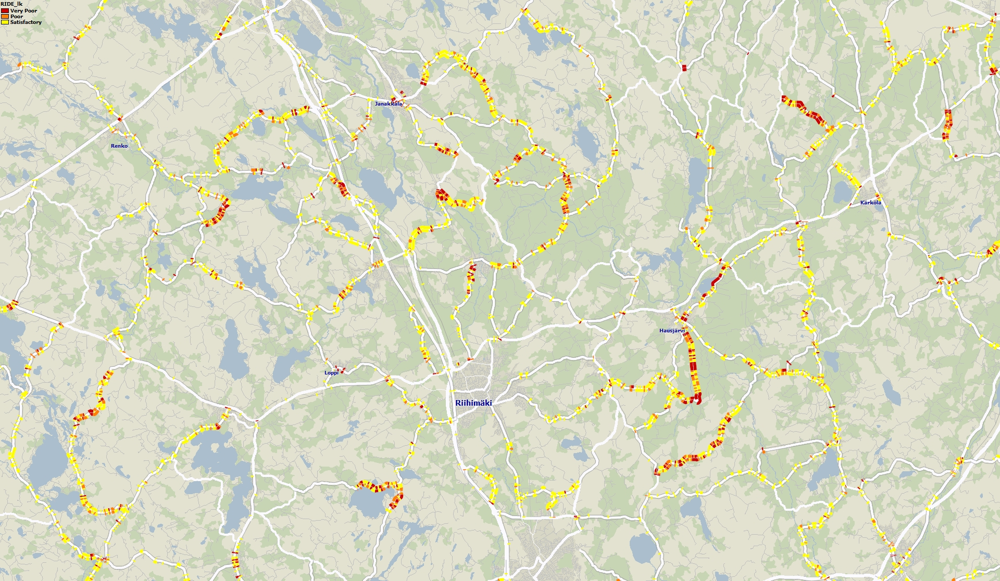 RIDE_lk
Very Poor
Poor
Satisfactory
Janakkala
Renko
Kärkölä
Hausjärvi
Loppi
Riihimäki